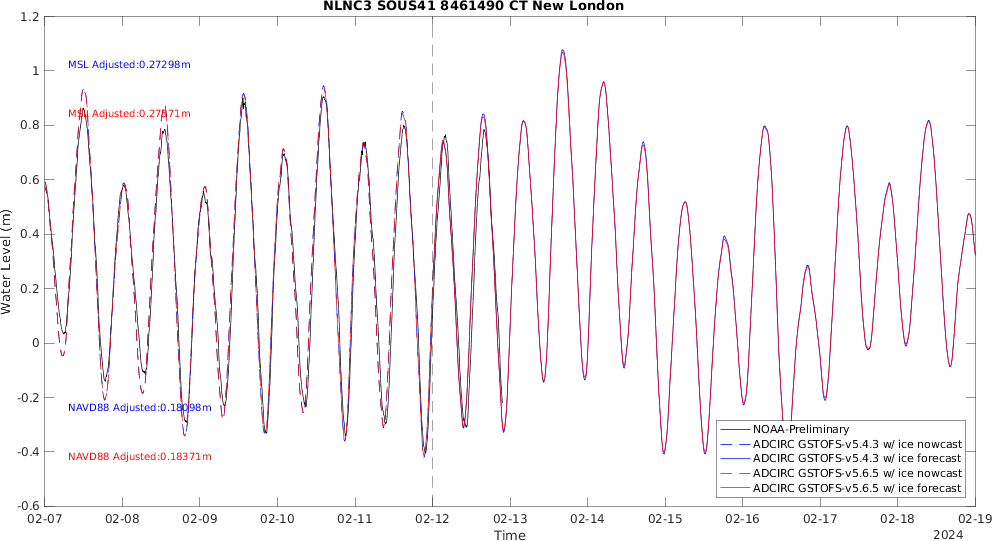 NLNC3 SOUS41 8461490 CT New London
1.2
1
0.8
0.6
0.4
0.2
0
-0.2
-0.4
-0.6
Water Level (m)
MSL Adjusted:0.27298m
MSL Adjusted:0.27571m
NAVD88 Adjusted:0.18098m
NAVD88 Adjusted:0.18371m
NOAA-Preliminary
ADCIRC GSTOFS-v5.4.3 w/ ice nowcast
ADCIRC GSTOFS-v5.4.3 w/ ice forecast
ADCIRC GSTOFS-v5.6.5 w/ ice nowcast
ADCIRC GSTOFS-v5.6.5 w/ ice forecast
02-07 02-08 02-09 02-10 02-11 02-12 02-13 02-14 02-15 02-16 02-17 02-18 02-19
Time
2024